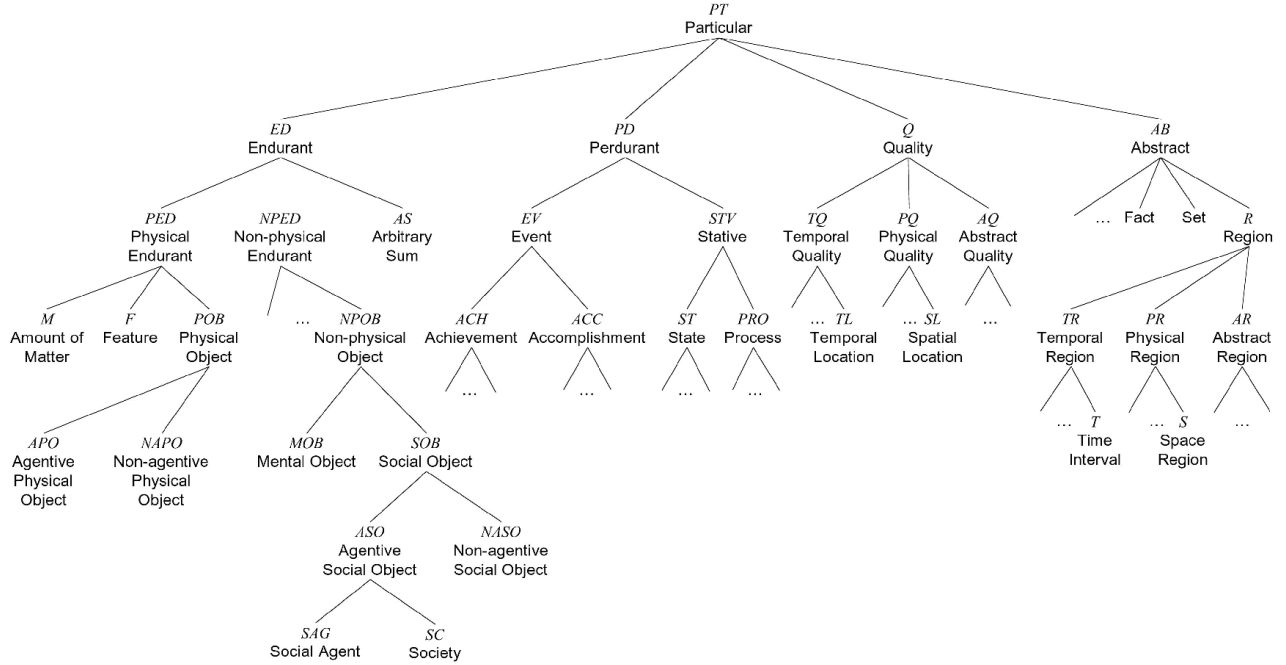 PT
Particular
ED
Endurant
PD
Perdurant
Q
Quality
AB
Abstract
PED
Physical
Endurant
NPED
Non-physical
Endurant
AS
Arbitrary
Sum
EV
Event
STV
Stative
TQ
Temporal
Quality
PQ
Physical
Quality
AQ
Abstract
Quality
...
Fact
Set
R
Region
M
Amount of
Matter
F
Feature
POB
Physical
Object
...
NPOB
Non-physical
Object
ACH
Achievement
...
ACC
Accomplishment
...
ST
State
...
PRO
Process
...
... TL
Temporal
Location
... SL
Spatial
Location
...
TR
Temporal
Region
PR
Physical
Region
AR
Abstract
Region
... T
Time
Interval
... S
Space
Region
...
APO
Agentive
Physical
Object
NAPO
Non-agentive
Physical
Object
MOB
Mental Object
SOB
Social Object
ASO
Agentive
Social Object
NASO
Non-agentive
Social Object
SAG
Social Agent
SC
Society